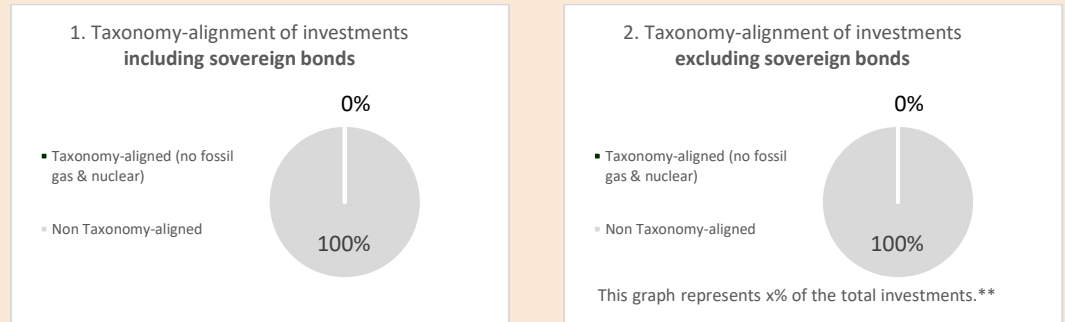 1. Taxonomy-alignment of investments
including sovereign bonds
0%
Taxonomy-aligned (no fossil
gas & nuclear)
Non Taxonomy-aligned
100%
2. Taxonomy-alignment of investments
excluding sovereign bonds
0%
Taxonomy-aligned (no fossil
gas & nuclear)
Non Taxonomy-aligned
100%
This graph represents x% of the total investments.**